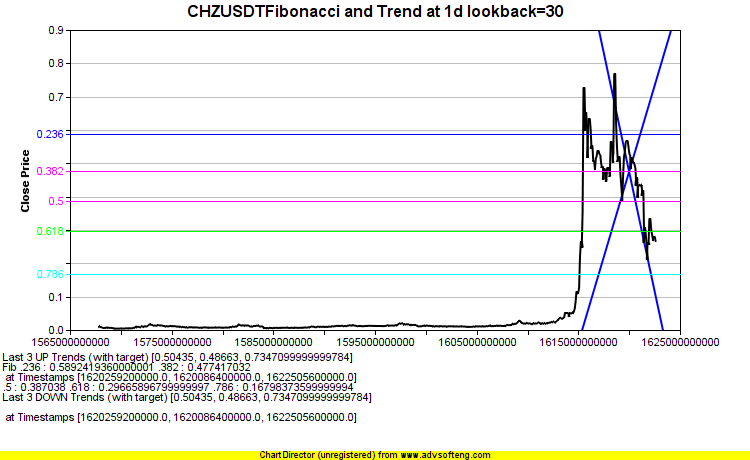 CHZUSDTFibonacci and Trend at 1d lookback=30
0.9
0.8
0.7
0.236
0.382
0.5
0.618
0.786
0.1
0.0
Close Price
1565000000000 1575000000000 1585000000000 1595000000000 1605000000000 1615000000000 1625000000000
Last 3 UP Trends (with target) [0.50435, 0.48663, 0.7347099999999784]
Fib .236 : 0.5892419360000001 .382 : 0.477417032
at Timestamps [1620259200000.0, 1620086400000.0, 1622505600000.0]
.5 : 0.387038 .618 : 0.29665896799999997 .786 : 0.16798373599999994
Last 3 DOWN Trends (with target) [0.50435, 0.48663, 0.7347099999999784]
at Timestamps [1620259200000.0, 1620086400000.0, 1622505600000.0]
ChartDirector (unregistered) from www.advsofteng.com